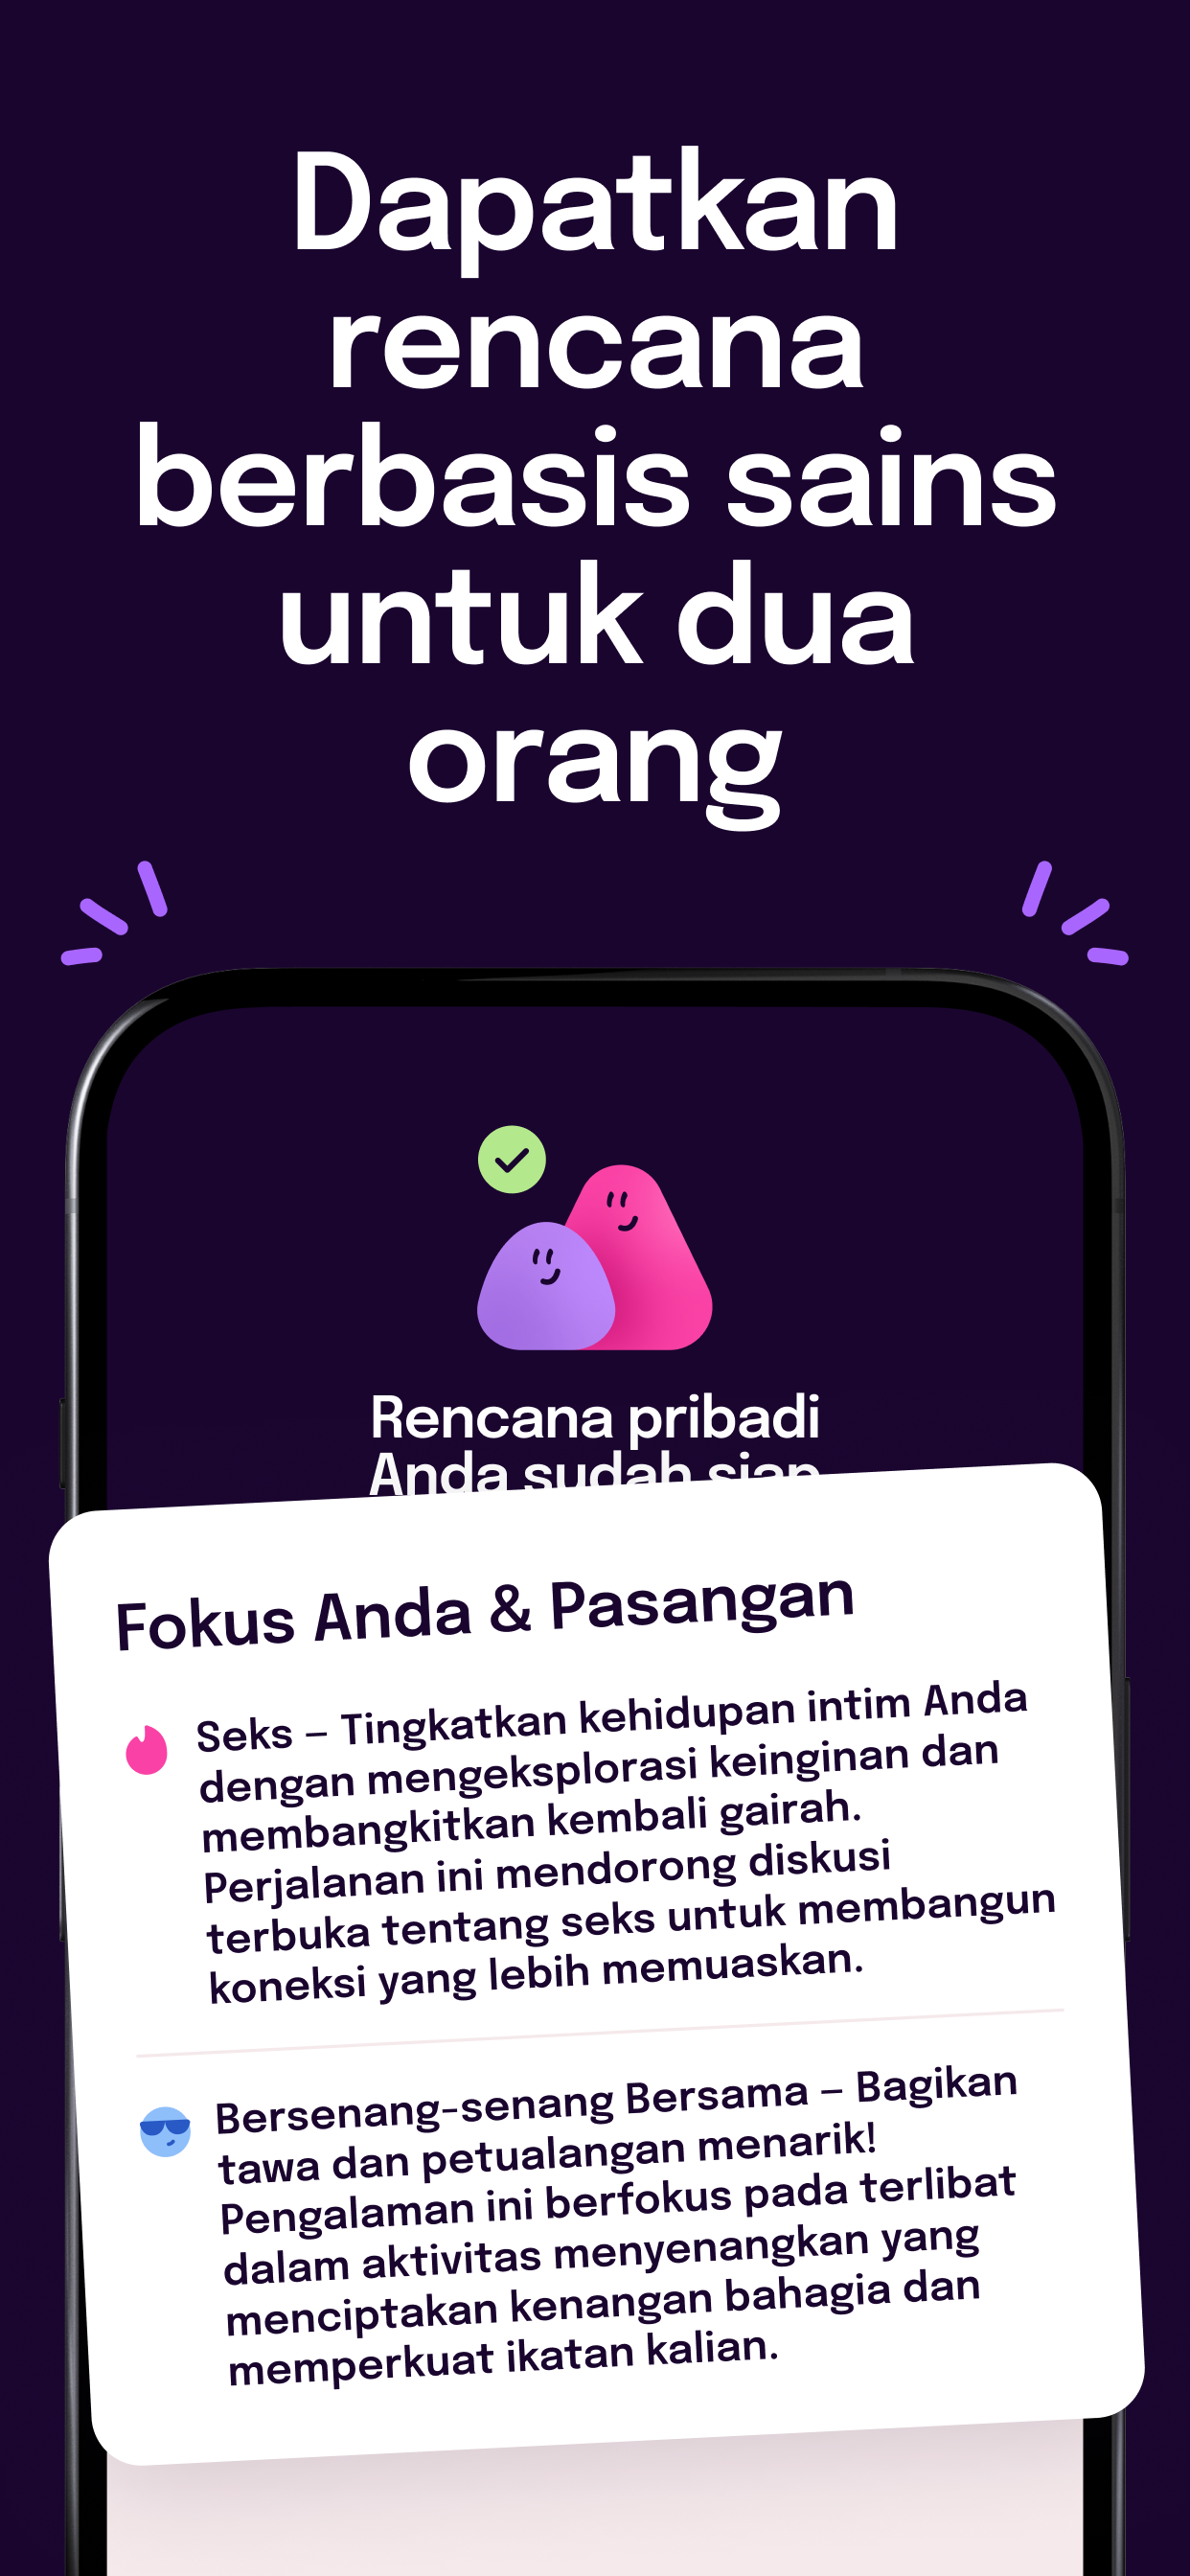 Dapatkan
rencana
berbasis sains
untuk dua
orang
Rencana pribadi
Anda sudah siap
Fokus Anda & Pasangan
Seks – Tingkatkan kehidupan intim Anda
dengan mengeksplorasi keinginan dan
membangkitkan kembali gairah.
Perjalanan ini mendorong diskusi
terbuka tentang seks untuk membangun
koneksi yang lebih memuaskan.
Bersenang-senang Bersama – Bagikan
tawa dan petualangan menarik!
Pengalaman ini berfokus pada terlibat
dalam aktivitas menyenangkan yang
menciptakan kenangan bahagia dan
memperkuat ikatan kalian.